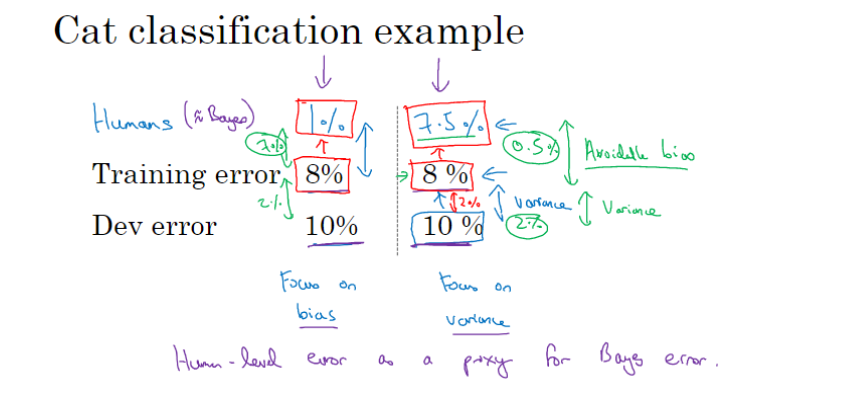 Cat classification example
Humans (≈ Bayes) 1% 7.5%
7% 0.5% Avoidable bias
Training error 8% 8 %
2% 2% Variance Variance
Dev error 10% 10 % 2%
Focus on Focus on
bias variance
Human-level error as a proxy for Bayes error.